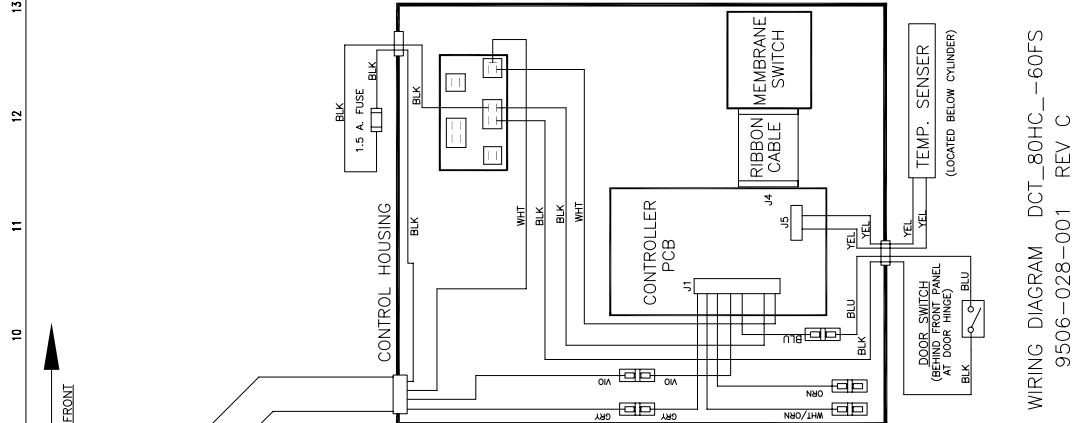 13
12
11
10
FRONT
CONTROL HOUSING
BLK
1.5 A. FUSE
BLK
BLK
BLK
WHT
BLK
BLK
WHT
MEMBRANE
SWITCH
RIBBON
CABLE
CONTROLLER
PCB
J4
J5
J1
YEL
YEL
YEL
YEL
TEMP. SENSER
(LOCATED BELOW CYLINDER)
BLU
BLU
BLK
BLU
BLK
DOOR SWITCH
(BEHIND FRONT PANEL
AT DOOR HINGE)
VIO
VIO
GRY
GRY
ORN
WHT/ORN
WIRING DIAGRAM DCT_80HC_-60FS
9506-028-001 REV C